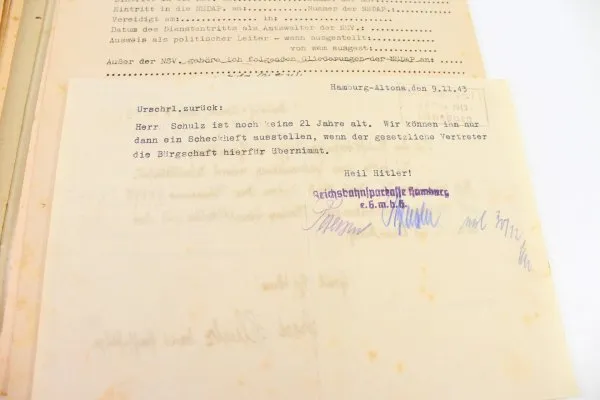 Eintritt in die NSDAP. am: Nummer der NSDAP.:
Vereidigt am: in:
Datum des Dienstentritts als Amtswalter der NSV.:
Ausweis als politischer Leiter - wenn ausgestellt:
von wem ausgest:
Außer der NSV. gehöre ich folgenden Gliederungen der NSDAP an:
Hamburg-Altona, den 9.11.43
Urschrl. zurück:
Herr Schulz ist noch keine 21 Jahre alt. Wir können ihm nur
dann ein Scheckheft ausstellen, wenn der gesetzliche Vertreter
die Bürgschaft hierfür übernimmt.
Heil Hitler!
Reichsbahnsparkasse Hamburg
e.G.m.b.H.